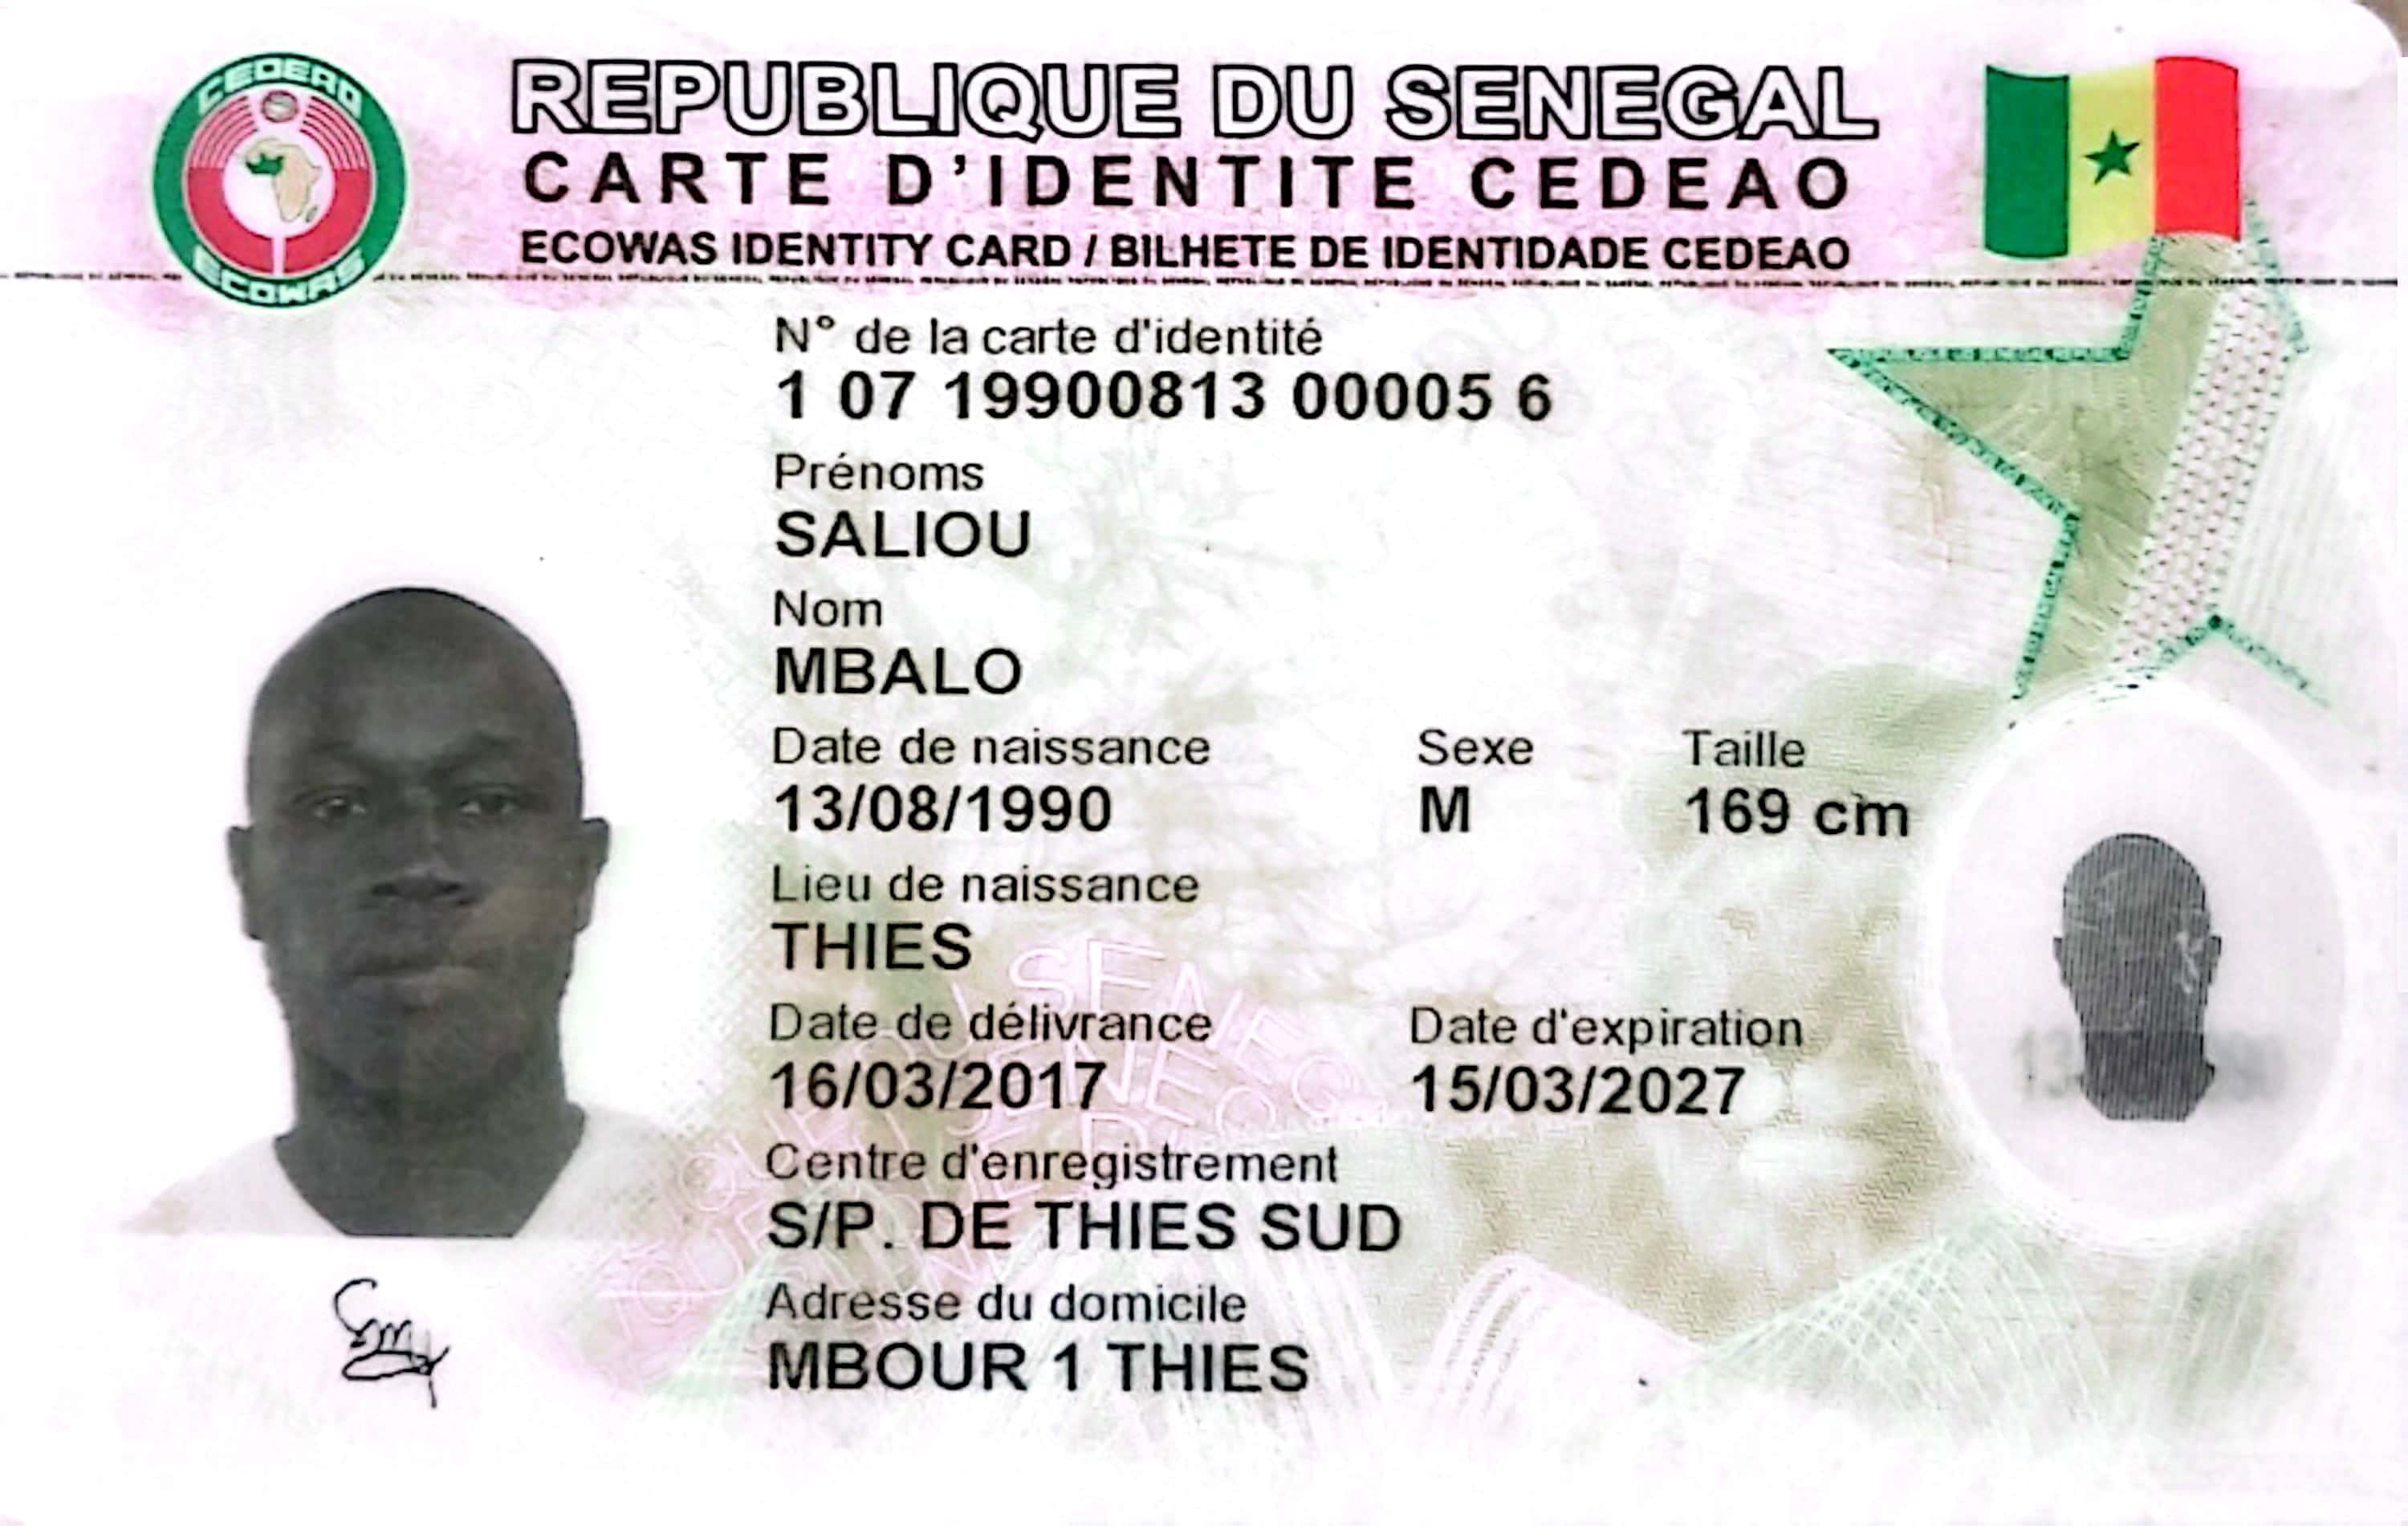 CEDEAO
ECOWAS
REPUBLIQUE DU SENEGAL
CARTE D'IDENTITE CEDEAO
ECOWAS IDENTITY CARD / BILHETE DE IDENTIDADE CEDEAO
N° de la carte d'identité
1 07 19900813 00005 6
Prénoms
SALIOU
Nom
MBALO
Date de naissance Sexe Taille
13/08/1990 M 169 cm
Lieu de naissance
THIES
Date de délivrance Date d'expiration
16/03/2017 15/03/2027
Centre d'enregistrement
S/P. DE THIES SUD
Adresse du domicile
MBOUR 1 THIES